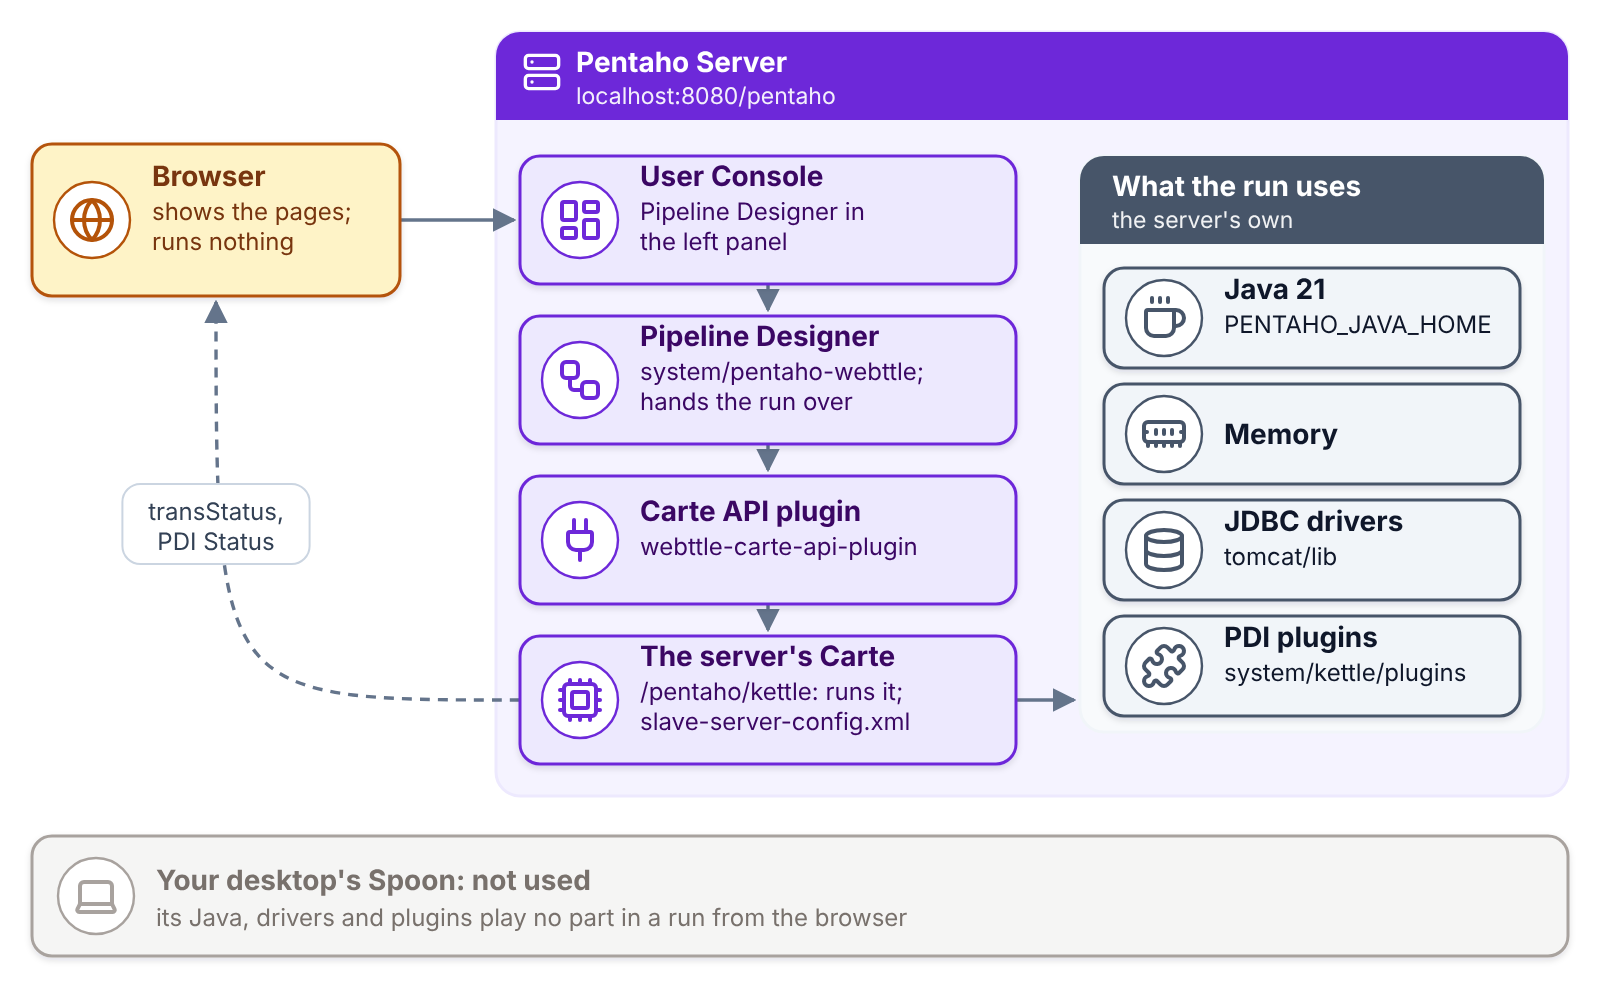 Pentaho Server
localhost:8080/pentaho
Browser
shows the pages;
runs nothing
User Console
Pipeline Designer in
the left panel
Pipeline Designer
system/pentaho-webttle;
hands the run over
Carte API plugin
webttle-carte-api-plugin
The server's Carte
/pentaho/kettle: runs it;
slave-server-config.xml
transStatus,
PDI Status
What the run uses
the server's own
Java 21
PENTAHO_JAVA_HOME
Memory
JDBC drivers
tomcat/lib
PDI plugins
system/kettle/plugins
Your desktop's Spoon: not used
its Java, drivers and plugins play no part in a run from the browser